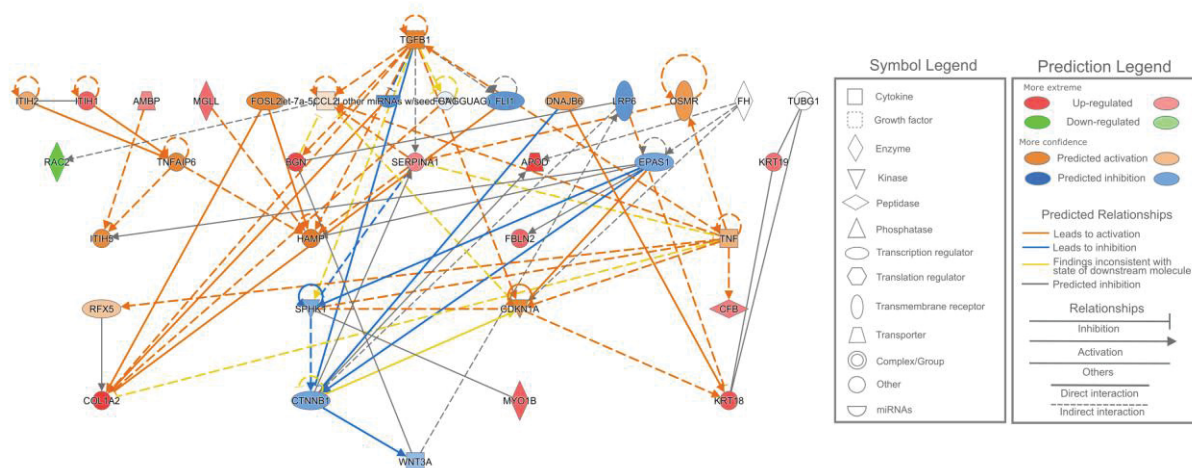 TGFB1
ITIH2
ITIH1
AMBP
MGLL
FOSL2
let-7a-5
CCL2
other miRNAs w/seed
GAGGUAG
FLI1
DNAJB6
LRP6
OSMR
FH
TUBG1
RAC2
TNFAIP6
BGN
SERPINA1
APOD
EPAS1
KRT19
ITIH5
HAMP
FBLN2
TNF
RFX5
SPHK1
CDKN1A
CFB
COL1A2
CTNNB1
MYO1B
KRT18
WNT3A
Symbol Legend
Cytokine
Growth factor
Enzyme
Kinase
Peptidase
Phosphatase
Transcription regulator
Translation regulator
Transmembrane receptor
Transporter
Complex/Group
Other
miRNAs
Prediction Legend
More extreme
Up-regulated
Down-regulated
More confidence
Predicted activation
Predicted inhibition
Predicted Relationships
Leads to activation
Leads to inhibition
Findings inconsistent with
state of downstream molecule
Predicted inhibition
Relationships
Inhibition
Activation
Others
Direct interaction
Indirect interaction